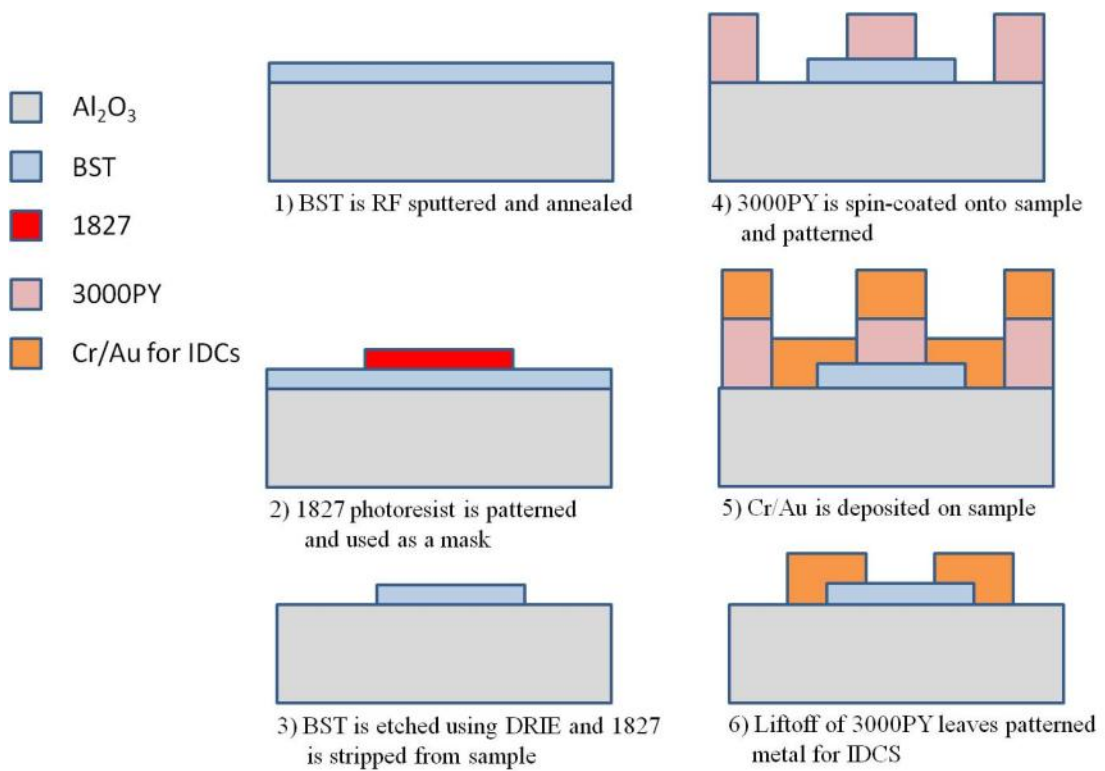 Al₂O₃
BST
1827
3000PY
Cr/Au for IDCs
1) BST is RF sputtered and annealed
2) 1827 photoresist is patterned
and used as a mask
3) BST is etched using DRIE and 1827
is stripped from sample
4) 3000PY is spin-coated onto sample
and patterned
5) Cr/Au is deposited on sample
6) Liftoff of 3000PY leaves patterned
metal for IDCS